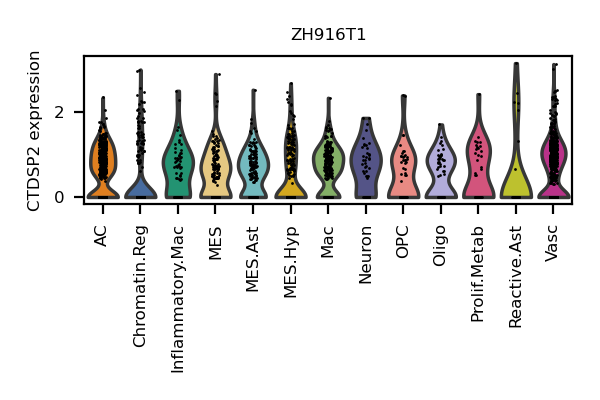 ZH916T1
CTDSP2 expression
2
0
AC
Chromatin.Reg
Inflammatory.Mac
MES
MES.Ast
MES.Hyp
Mac
Neuron
OPC
Oligo
Prolif.Metab
Reactive.Ast
Vasc